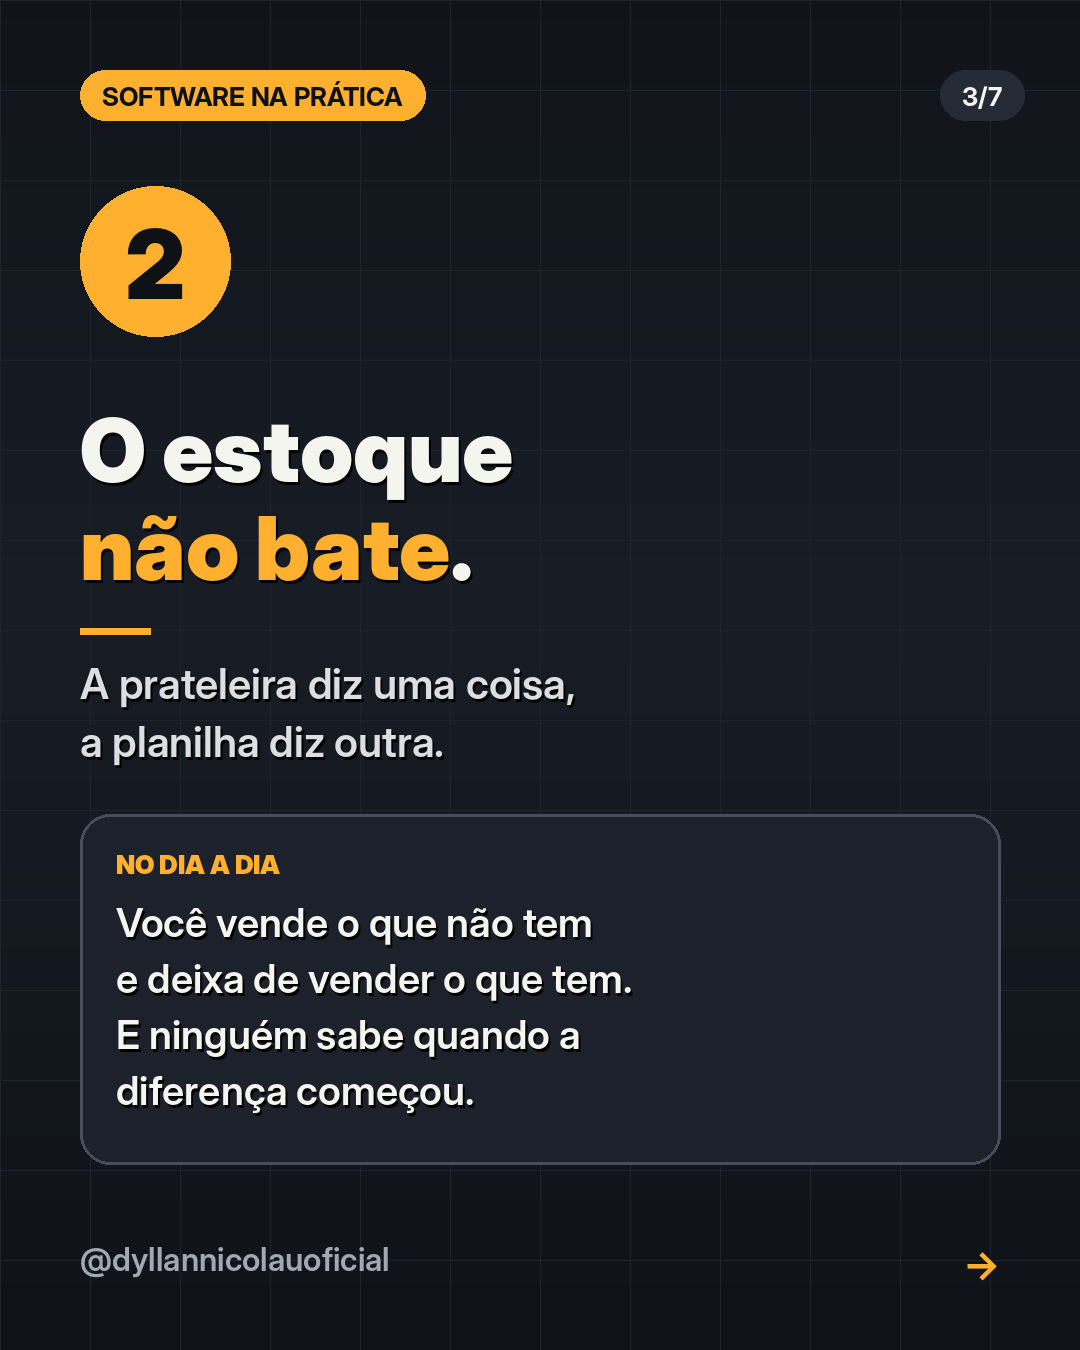 SOFTWARE NA PRÁTICA
3/7
2
O estoque
não bate.
A prateleira diz uma coisa,
a planilha diz outra.
NO DIA A DIA
Você vende o que não tem
e deixa de vender o que tem.
E ninguém sabe quando a
diferença começou.
@dyllannicolauoficial
→